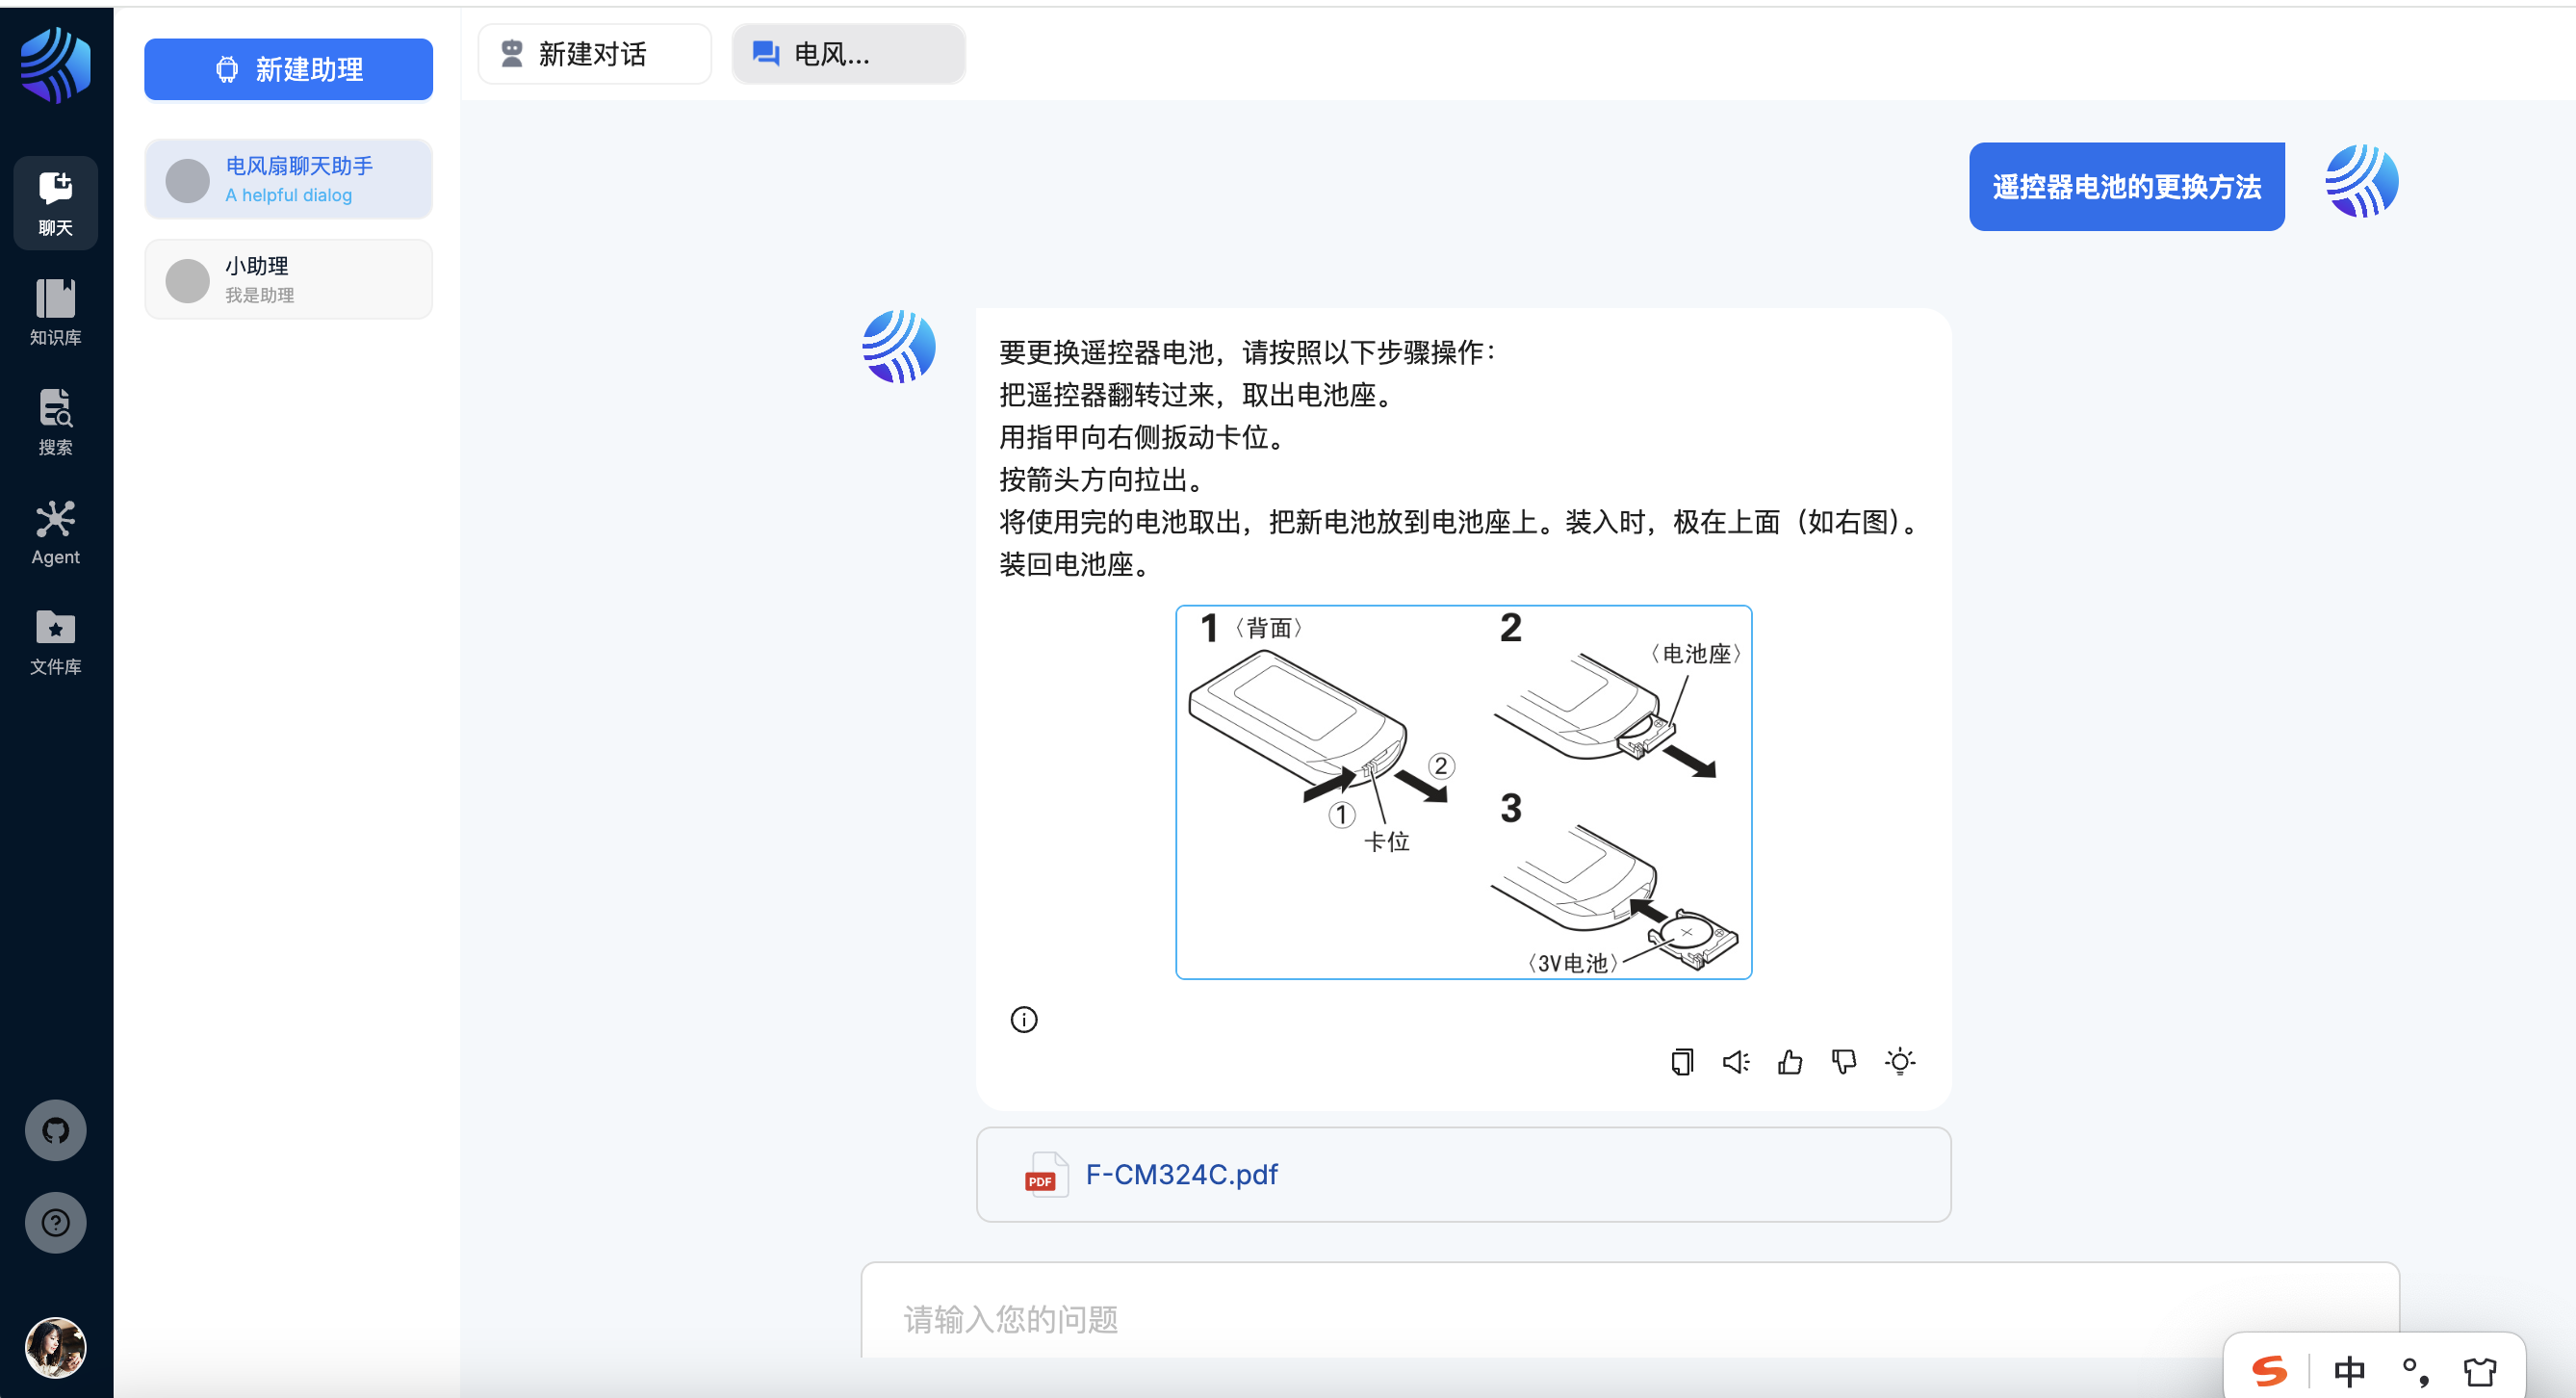 新建助理
新建对话
电风...
聊天
电风扇聊天助手
A helpful dialog
小助理
我是助理
知识库
搜索
Agent
文件库
遥控器电池的更换方法
要更换遥控器电池，请按照以下步骤操作：
把遥控器翻转过来，取出电池座。
用指甲向右侧扳动卡位。
按箭头方向拉出。
将使用完的电池取出，把新电池放到电池座上。装入时，极在上面（如右图）。
装回电池座。
1〈背面〉
2
〈电池座〉
②
①
卡位
3
〈3V电池〉
PDF
F-CM324C.pdf
请输入您的问题
中